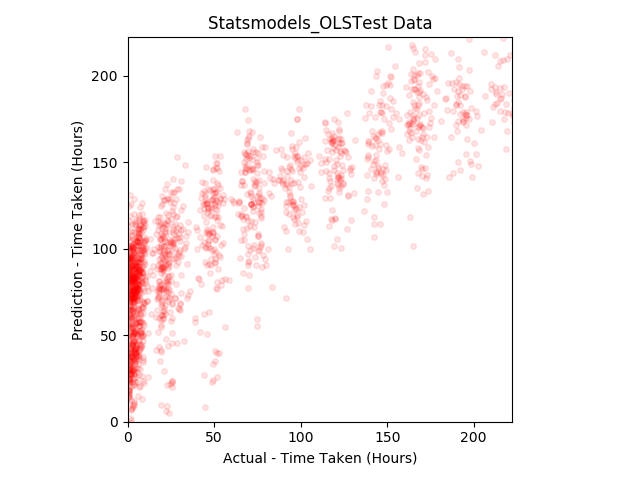 Statsmodels_OLSTest Data
200
150
100
50
0
Prediction - Time Taken (Hours)
0 50 100 150 200
Actual - Time Taken (Hours)